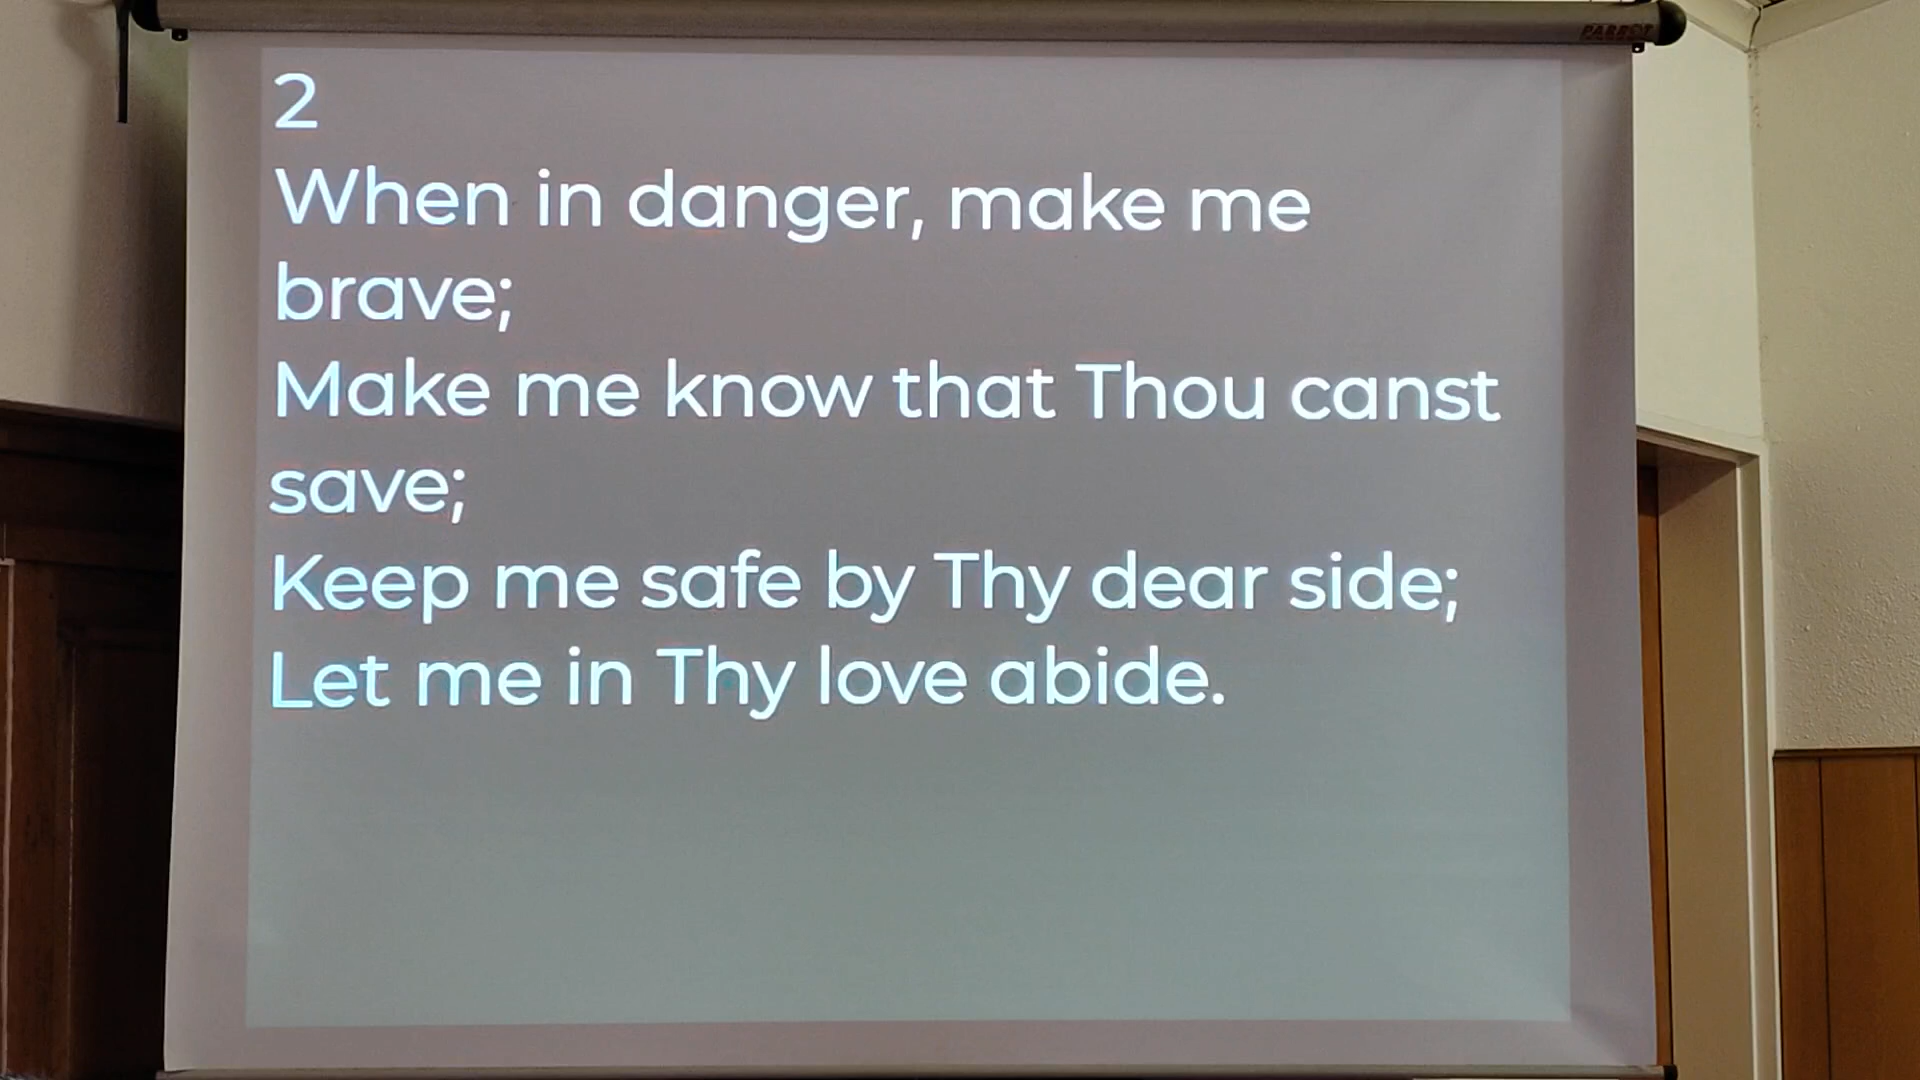 PARROT
2
When in danger, make me
brave;
Make me know that Thou canst
save;
Keep me safe by Thy dear side;
Let me in Thy love abide.